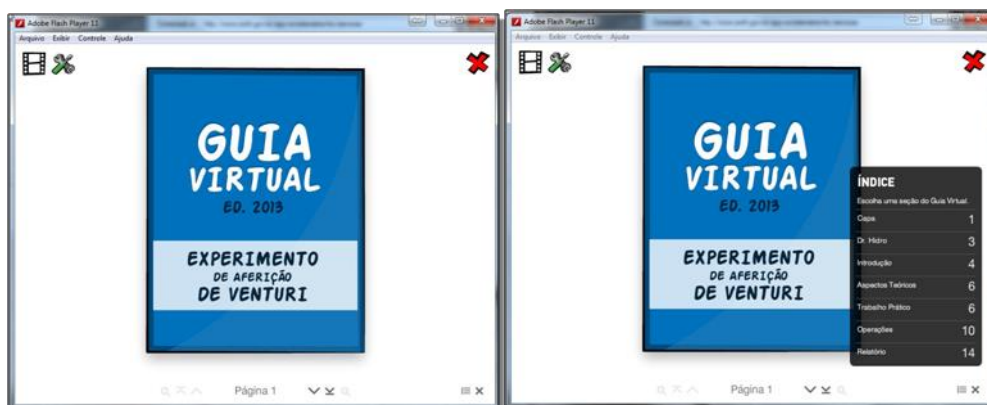 Adobe Flash Player 11
Arquivo Exibir Controle Ajuda
GUIA
VIRTUAL
ED. 2013
EXPERIMENTO
DE AFERIÇÃO
DE VENTURI
Página 1
Adobe Flash Player 11
Arquivo Exibir Controle Ajuda
GUIA
VIRTUAL
ED. 2013
EXPERIMENTO
DE AFERIÇÃO
DE VENTURI
ÍNDICE
Escolha uma seção do Guia Virtual.
Capa 1
Dr. Hidro 3
Introdução 4
Aspectos Teóricos 6
Trabalho Prático 6
Operações 10
Relatório 14
Página 1